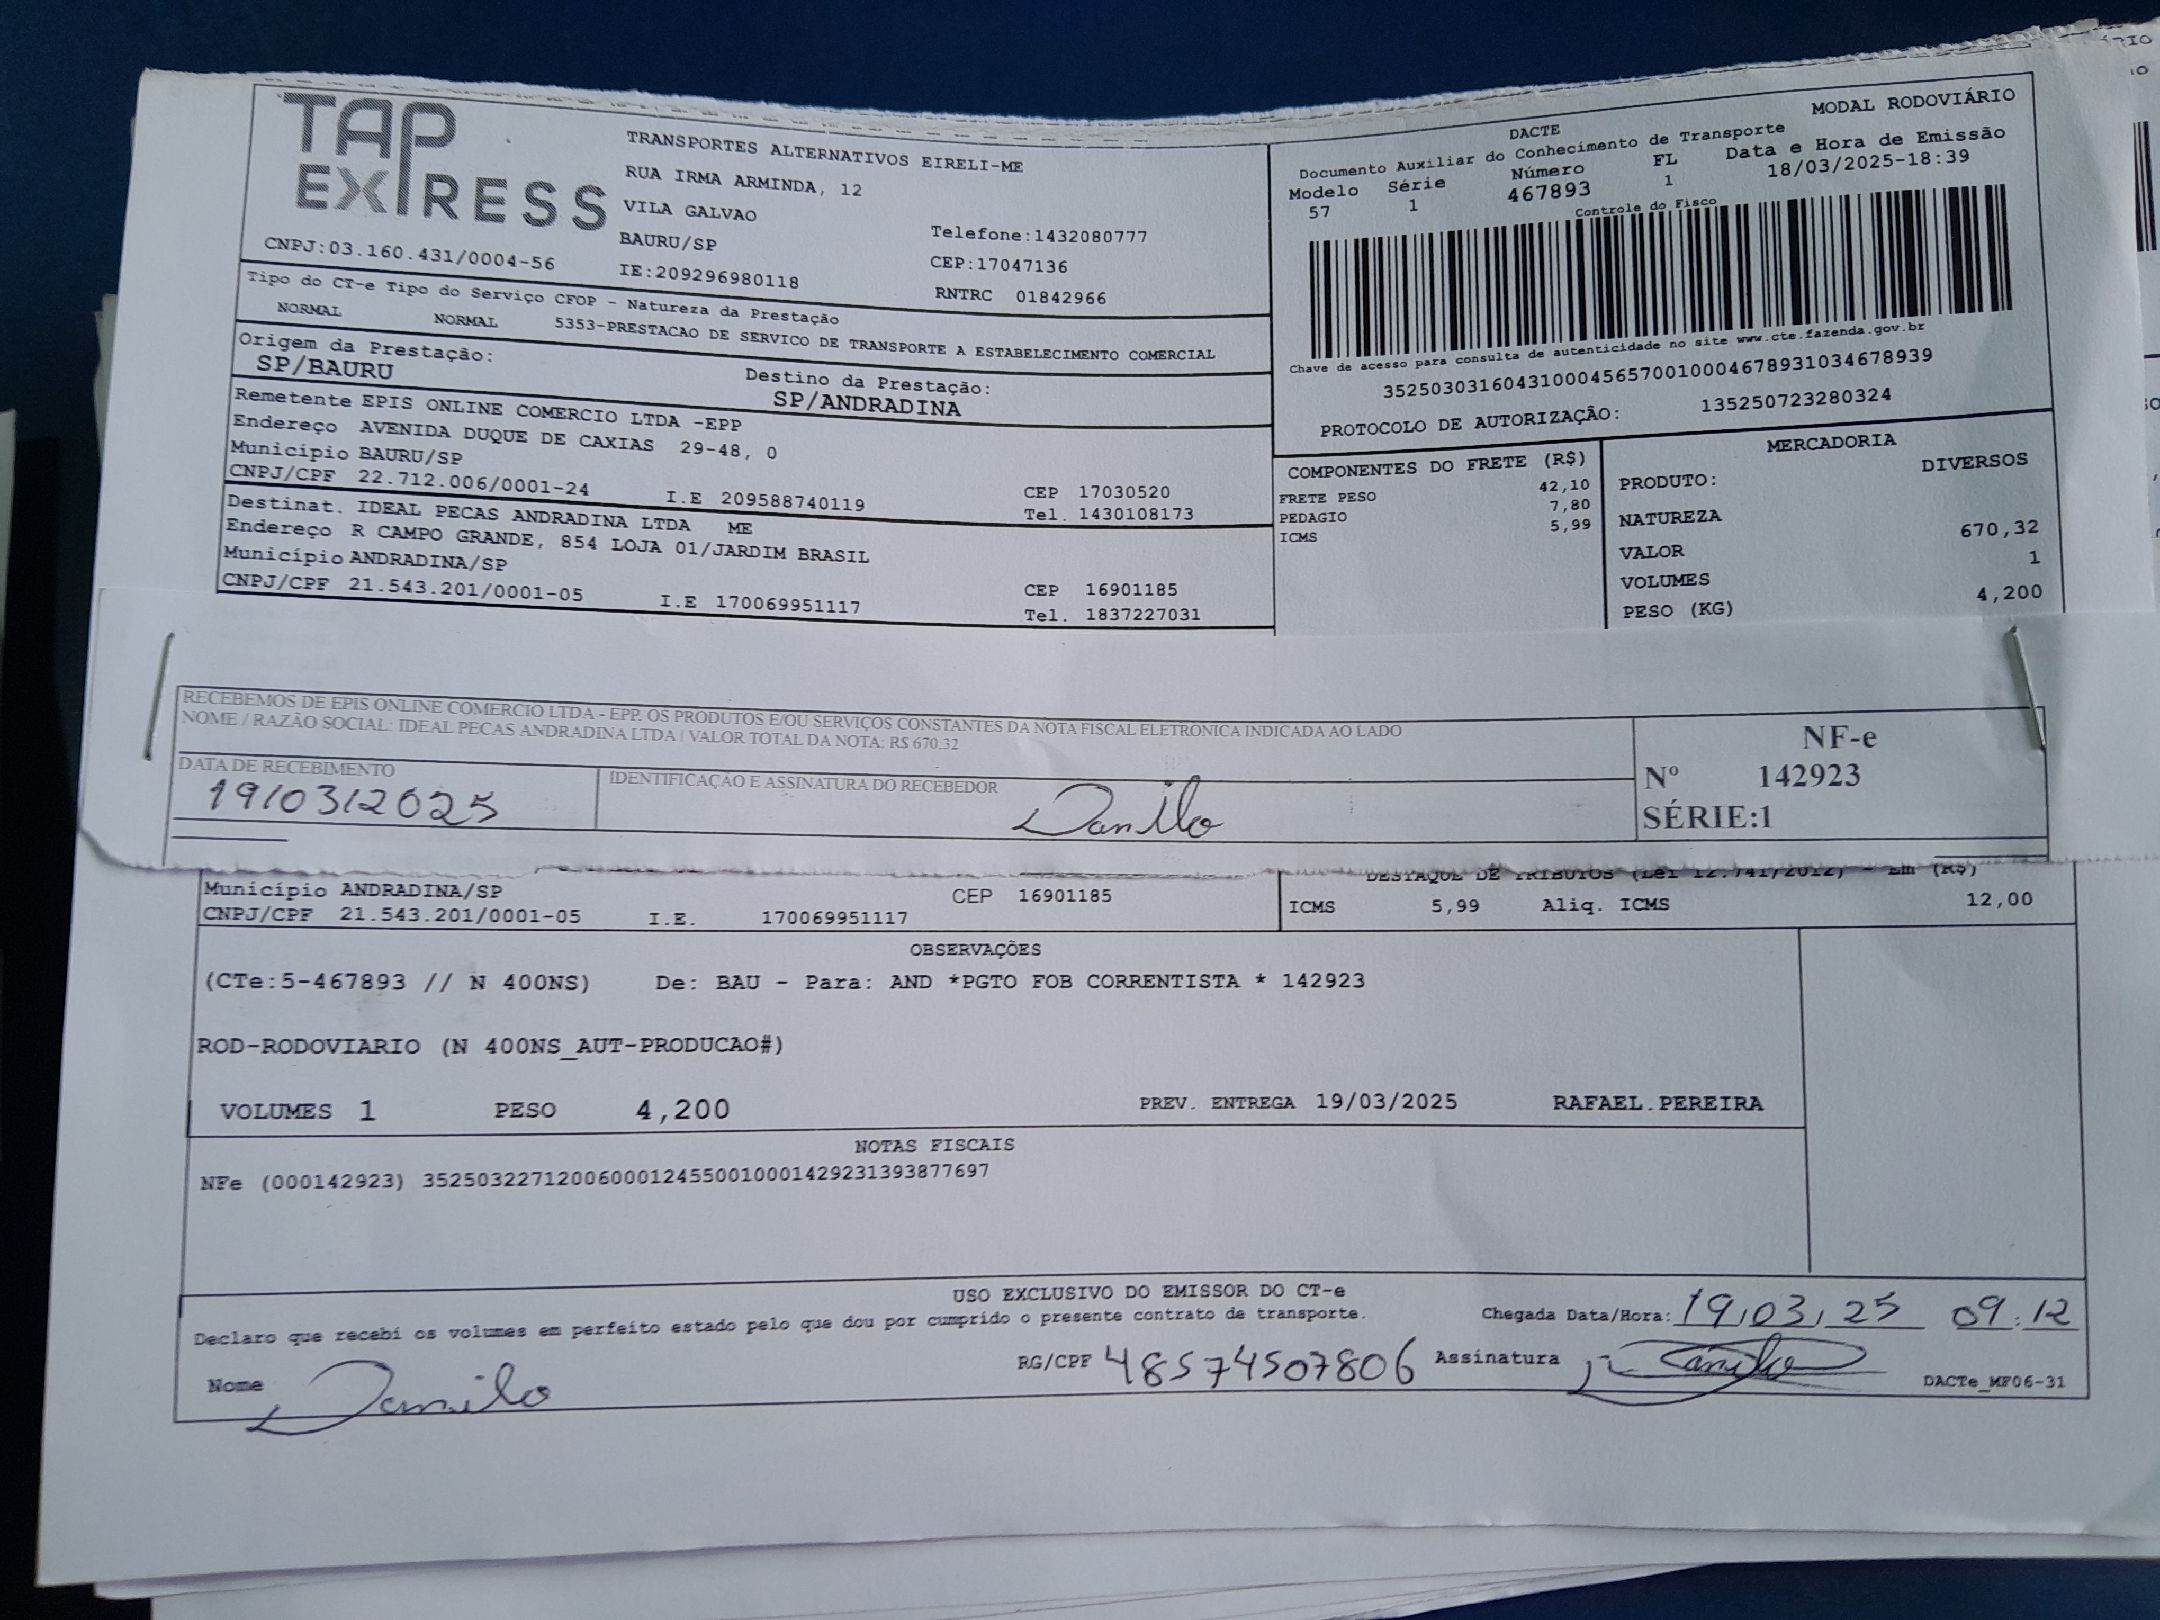 TAP
EXPRESS
CNPJ:03.160.431/0004-56
TRANSPORTES ALTERNATIVOS EIRELI-ME
RUA IRMA ARMINDA, 12
VILA GALVAO
BAURU/SP
IE:209296980118
Telefone:1432080777
CEP:17047136
RNTRC 01842966
DACTE
MODAL RODOVIÁRIO
Documento Auxiliar do Conhecimento de Transporte
Modelo Série Número FL Data e Hora de Emissão
57 1 467893 1 18/03/2025-18:39
Controle do Fisco
Chave de acesso para consulta de autenticidade no site www.cte.fazenda.gov.br
35250303160431000456570010004678931034678939
PROTOCOLO DE AUTORIZAÇÃO: 135250723280324
Tipo do CT-e Tipo do Serviço CFOP - Natureza da Prestação
NORMAL NORMAL 5353-PRESTACAO DE SERVICO DE TRANSPORTE A ESTABELECIMENTO COMERCIAL
Origem da Prestação: Destino da Prestação:
SP/BAURU SP/ANDRADINA
Remetente EPIS ONLINE COMERCIO LTDA -EPP
Endereço AVENIDA DUQUE DE CAXIAS 29-48, 0
Município BAURU/SP CEP 17030520
CNPJ/CPF 22.712.006/0001-24 I.E 209588740119 Tel. 1430108173
Destinat. IDEAL PECAS ANDRADINA LTDA ME
Endereço R CAMPO GRANDE, 854 LOJA 01/JARDIM BRASIL
Município ANDRADINA/SP CEP 16901185
CNPJ/CPF 21.543.201/0001-05 I.E 170069951117 Tel. 1837227031
COMPONENTES DO FRETE (R$)
FRETE PESO 42,10
PEDAGIO 7,80
ICMS 5,99
MERCADORIA
PRODUTO: DIVERSOS
NATUREZA
VALOR 670,32
VOLUMES 1
PESO (KG) 4,200
RECEBEMOS DE EPIS ONLINE COMERCIO LTDA - EPP. OS PRODUTOS E/OU SERVIÇOS CONSTANTES DA NOTA FISCAL ELETRÔNICA INDICADA AO LADO
NOME / RAZÃO SOCIAL: IDEAL PECAS ANDRADINA LTDA | VALOR TOTAL DA NOTA: R$ 670,32
DATA DE RECEBIMENTO IDENTIFICAÇÃO E ASSINATURA DO RECEBEDOR
19/03/2025 Danilo
NF-e
Nº 142923
SÉRIE:1
DESTAQUE DE TRIBUTOS (Lei 12.741/2012) - Em (R$)
Município ANDRADINA/SP CEP 16901185
CNPJ/CPF 21.543.201/0001-05 I.E. 170069951117
ICMS 5,99 Aliq. ICMS 12,00
OBSERVAÇÕES
(CTe:5-467893 // N 400NS) De: BAU - Para: AND *PGTO FOB CORRENTISTA * 142923
ROD-RODOVIARIO (N 400NS_AUT-PRODUCAO#)
VOLUMES 1 PESO 4,200 PREV. ENTREGA 19/03/2025 RAFAEL.PEREIRA
NOTAS FISCAIS
NFe (000142923) 35250322712006000124550010001429231393877697
USO EXCLUSIVO DO EMISSOR DO CT-e
Declaro que recebi os volumes em perfeito estado pelo que dou por cumprido o presente contrato de transporte. Chegada Data/Hora: 19/03/25 09:12
Nome Danilo RG/CPF 48574507806 Assinatura Danilo
DACTe_MF06-31